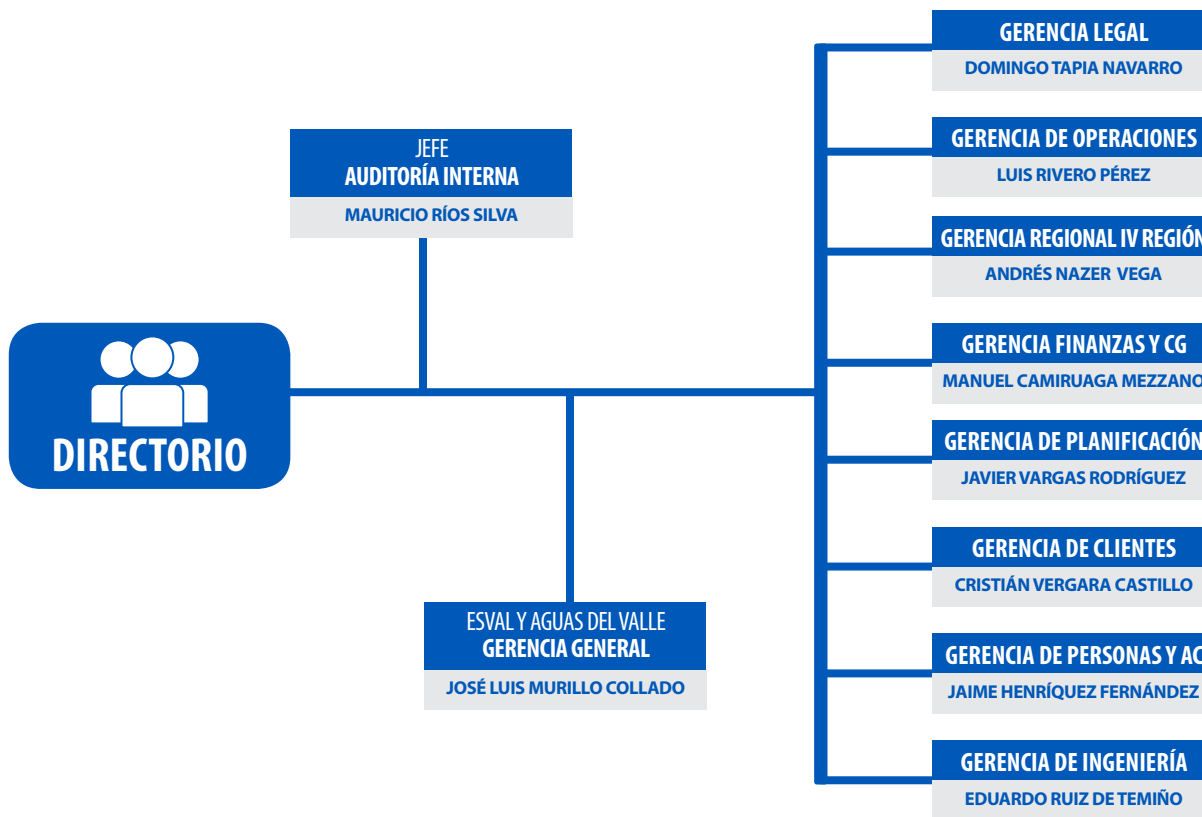 GERENCIA LEGAL
DOMINGO TAPIA NAVARRO
JEFE
AUDITORÍA INTERNA
MAURICIO RÍOS SILVA
GERENCIA DE OPERACIONES
LUIS RIVERO PÉREZ
GERENCIA REGIONAL IV REGIÓN
ANDRÉS NAZER VEGA
DIRECTORIO
GERENCIA FINANZAS Y CG
MANUEL CAMIRUAGA MEZZANO
GERENCIA DE PLANIFICACIÓN
JAVIER VARGAS RODRÍGUEZ
GERENCIA DE CLIENTES
CRISTIÁN VERGARA CASTILLO
ESVAL Y AGUAS DEL VALLE
GERENCIA GENERAL
JOSÉ LUIS MURILLO COLLADO
GERENCIA DE PERSONAS Y AC
JAIME HENRÍQUEZ FERNÁNDEZ
GERENCIA DE INGENIERÍA
EDUARDO RUIZ DE TEMIÑO